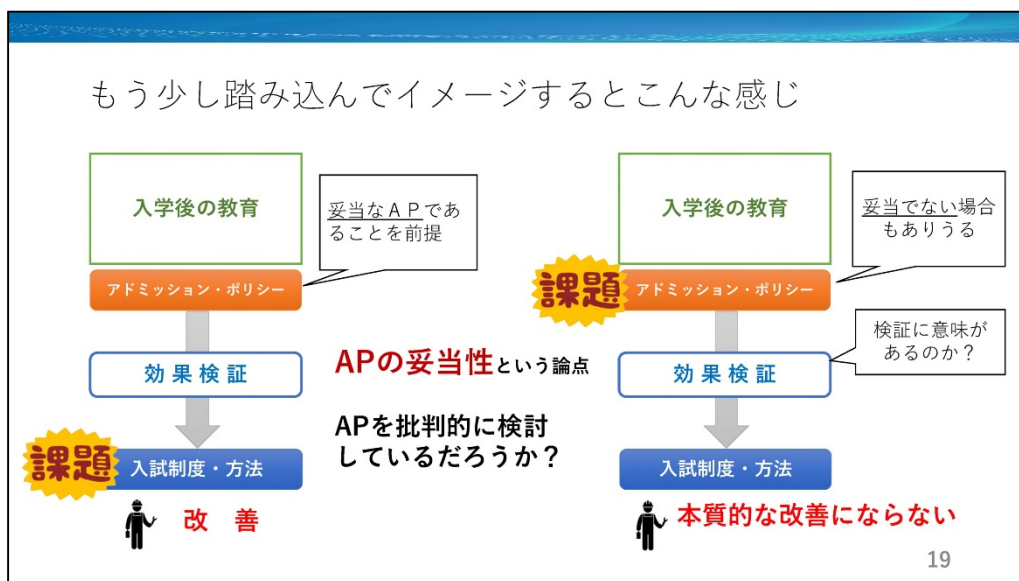 もう少し踏み込んでイメージするとこんな感じ
入学後の教育
妥当なＡＰであ
ることを前提
アドミッション・ポリシー
効果検証
課題
入試制度・方法
改 善
APの妥当性という論点
APを批判的に検討
しているだろうか？
入学後の教育
妥当でない場合
もありうる
課題
アドミッション・ポリシー
検証に意味が
あるのか？
効果検証
入試制度・方法
本質的な改善にならない
19